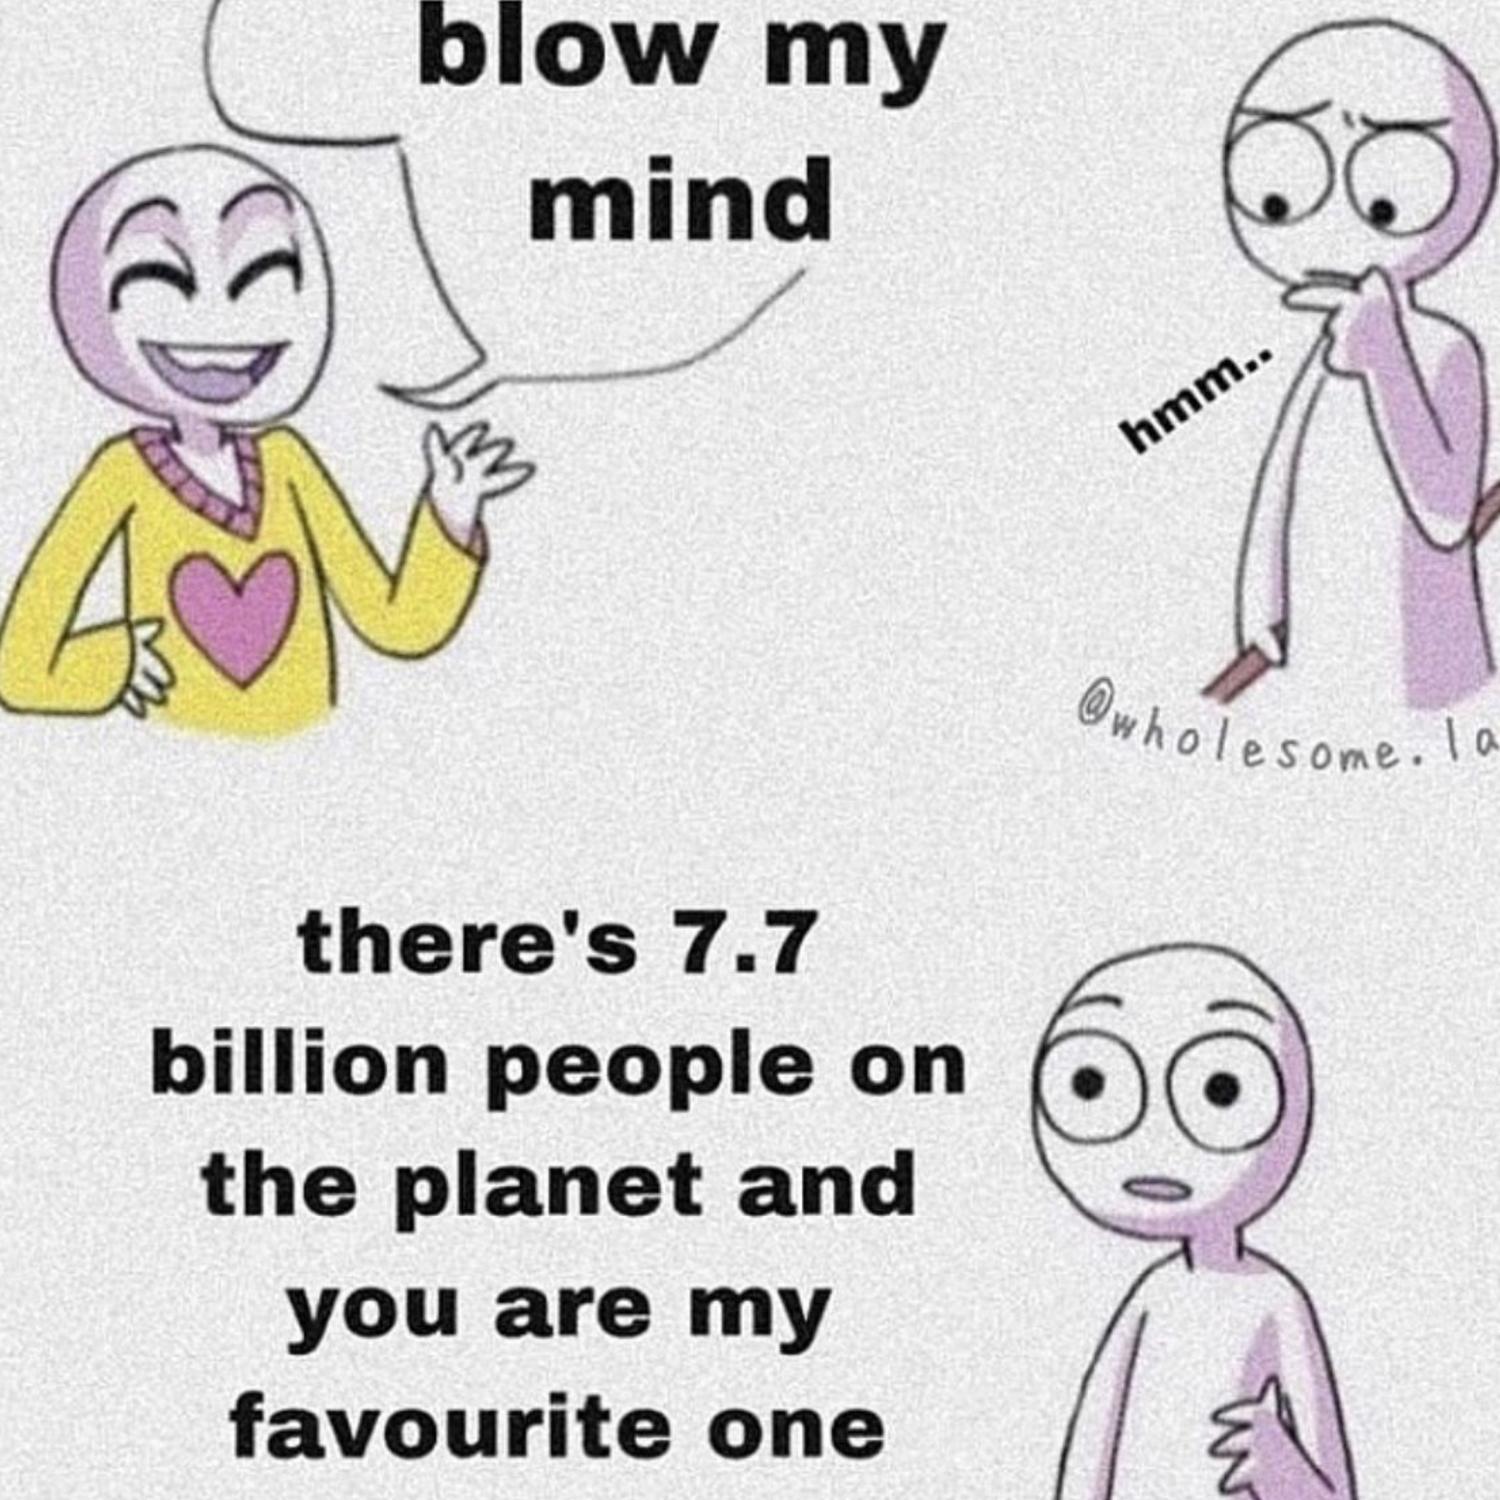 blow my
mind
hmm..
@wholesome.la
there's 7.7
billion people on
the planet and
you are my
favourite one